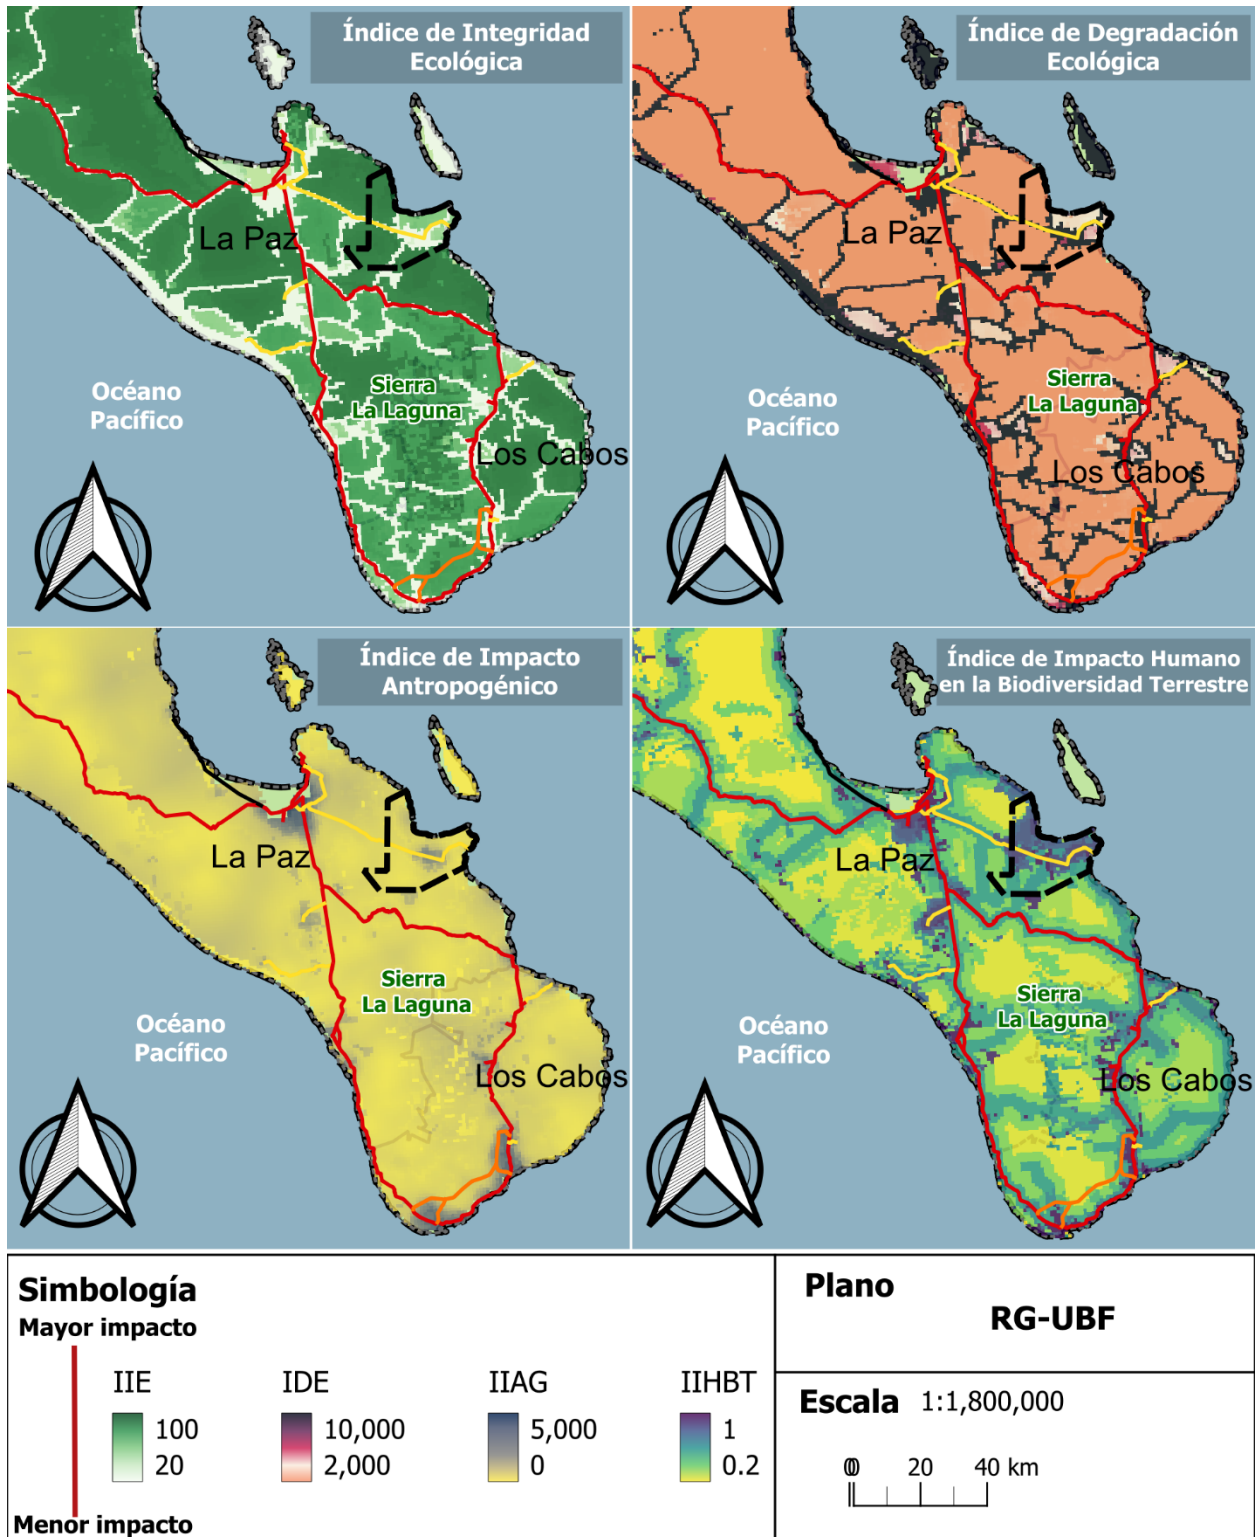 Índice de Integridad
Ecológica
La Paz
Sierra
La Laguna
Océano
Pacífico
Los Cabos
Índice de Degradación
Ecológica
La Paz
Sierra
La Laguna
Océano
Pacífico
Los Cabos
Índice de Impacto
Antropogénico
La Paz
Sierra
La Laguna
Océano
Pacífico
Los Cabos
Índice de Impacto Humano
en la Biodiversidad Terrestre
La Paz
Sierra
La Laguna
Océano
Pacífico
Los Cabos
Simbología
Mayor impacto
Menor impacto
IIE
100
20
IDE
10,000
2,000
IIAG
5,000
0
IIHBT
1
0.2
Plano
RG-UBF
Escala 1:1,800,000
0 0 20 40 km